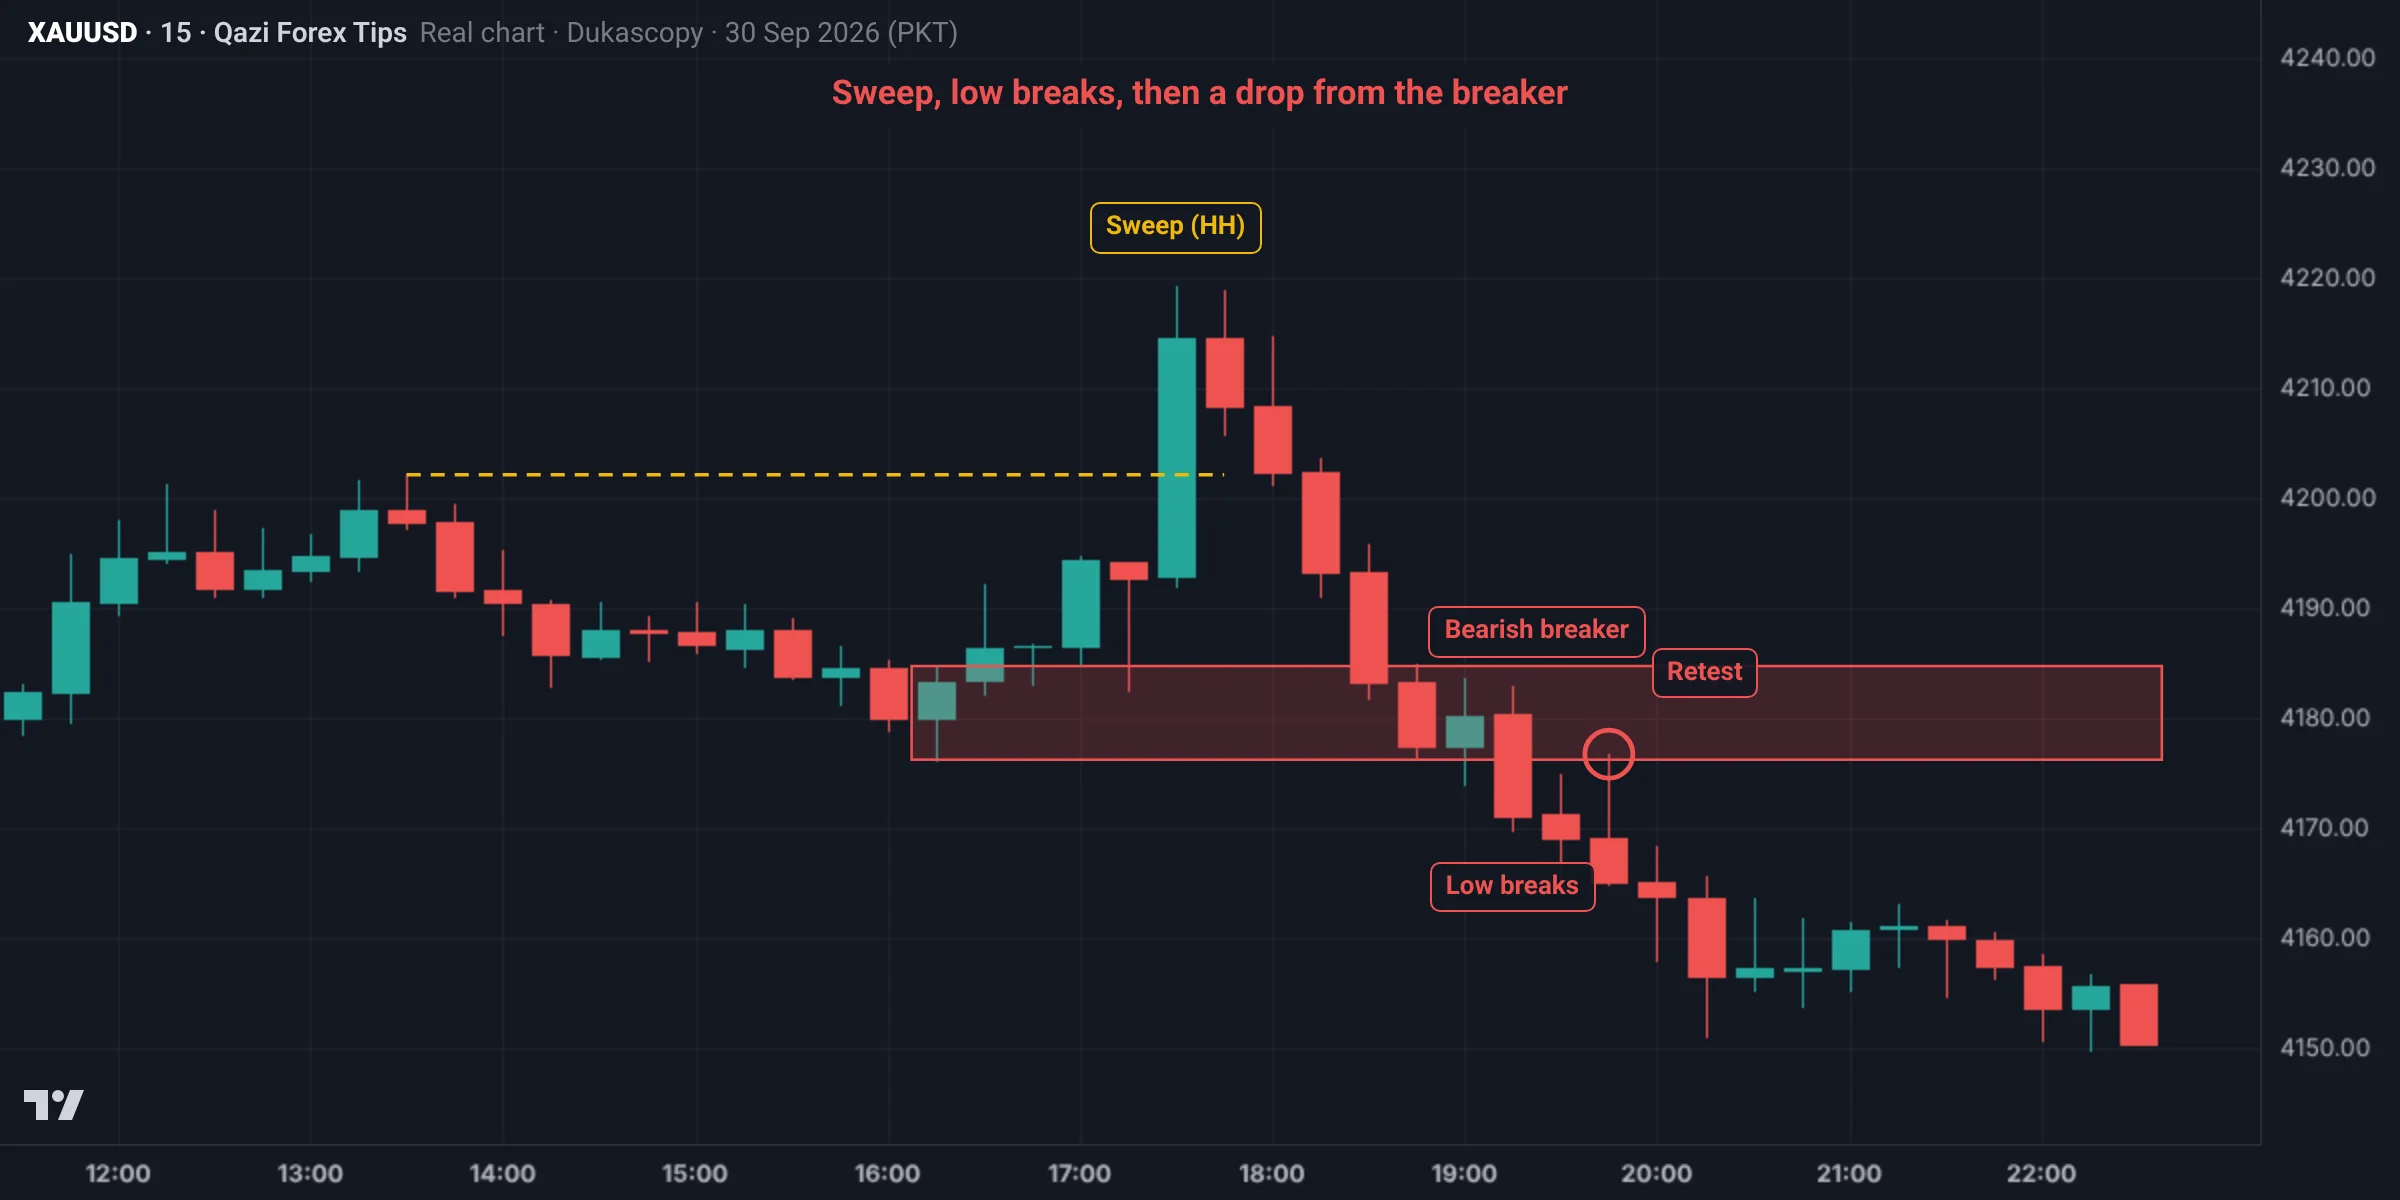 XAUUSD · 15 · Qazi Forex Tips Real chart · Dukascopy · 30 Sep 2026 (PKT)
Sweep, low breaks, then a drop from the breaker
Sweep (HH)
Bearish breaker
Retest
Low breaks
4240.00
4230.00
4220.00
4210.00
4200.00
4190.00
4180.00
4170.00
4160.00
4150.00
12:00 13:00 14:00 15:00 16:00 17:00 18:00 19:00 20:00 21:00 22:00